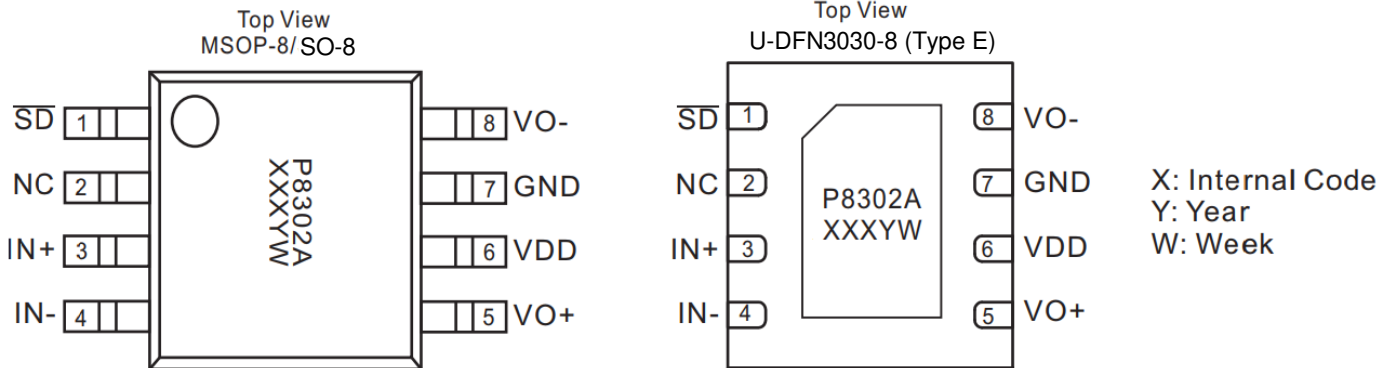 Top View
MSOP-8/SO-8
SD 1
NC 2
IN+ 3
IN- 4
P8302A
XXXYW
8 VO-
7 GND
6 VDD
5 VO+
Top View
U-DFN3030-8 (Type E)
SD 1
NC 2
IN+ 3
IN- 4
P8302A
XXXYW
8 VO-
7 GND
6 VDD
5 VO+
X: Internal Code
Y: Year
W: Week